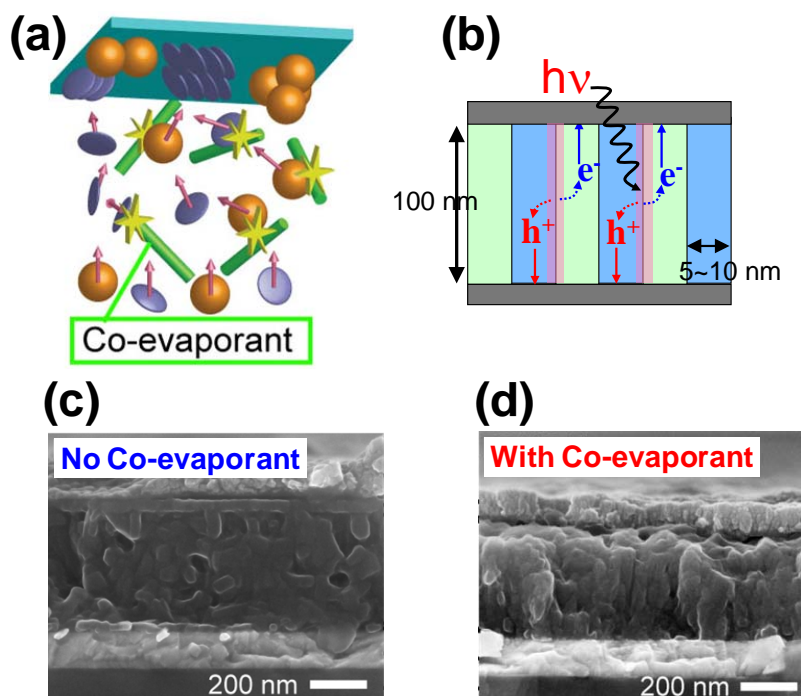 (a)
Co-evaporant
(b)
hν
100 nm
e-
e-
h+
h+
5~10 nm
(c)
No Co-evaporant
200 nm
(d)
With Co-evaporant
200 nm